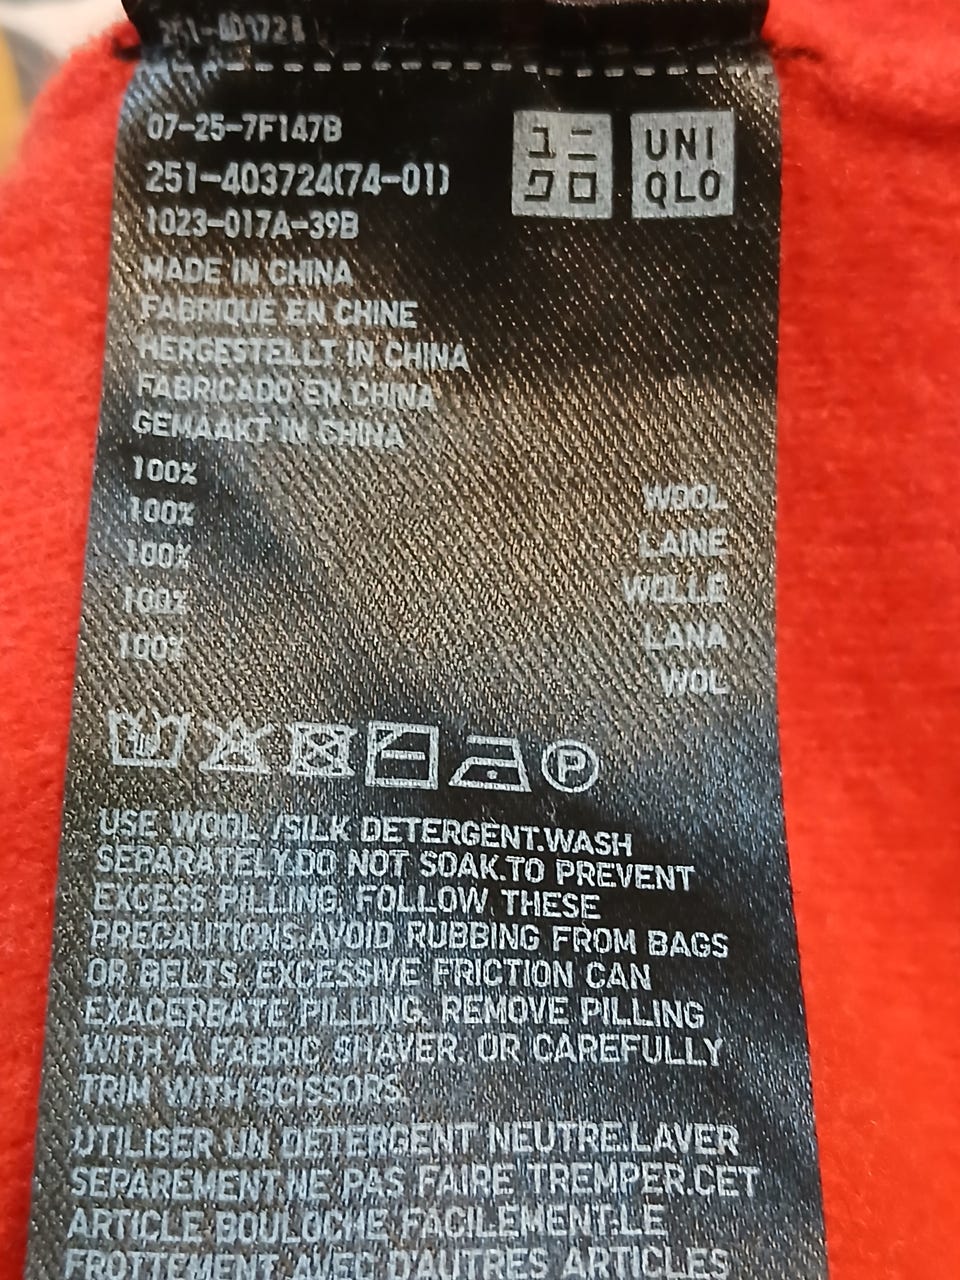 07-25-7F147B
ユニ
クロ
UNI
QLO
251-403724(74-01)
1023-017A-39B
MADE IN CHINA
FABRIQUE EN CHINE
HERGESTELLT IN CHINA
FABRICADO EN CHINA
GEMAAKT IN CHINA
100% WOOL
100% LAINE
100% WOLLE
100% LANA
100% WOL
P
USE WOOL /SILK DETERGENT.WASH
SEPARATELY.DO NOT SOAK.TO PREVENT
EXCESS PILLING, FOLLOW THESE
PRECAUTIONS:AVOID RUBBING FROM BAGS
OR BELTS. EXCESSIVE FRICTION CAN
EXACERBATE PILLING. REMOVE PILLING
WITH A FABRIC SHAVER, OR CAREFULLY
TRIM WITH SCISSORS.
UTILISER UN DETERGENT NEUTRE.LAVER
SEPAREMENT.NE PAS FAIRE TREMPER.CET
ARTICLE BOULOCHE FACILEMENT:LE
FROTTEMENT AVEC D'AUTRES ARTICLES